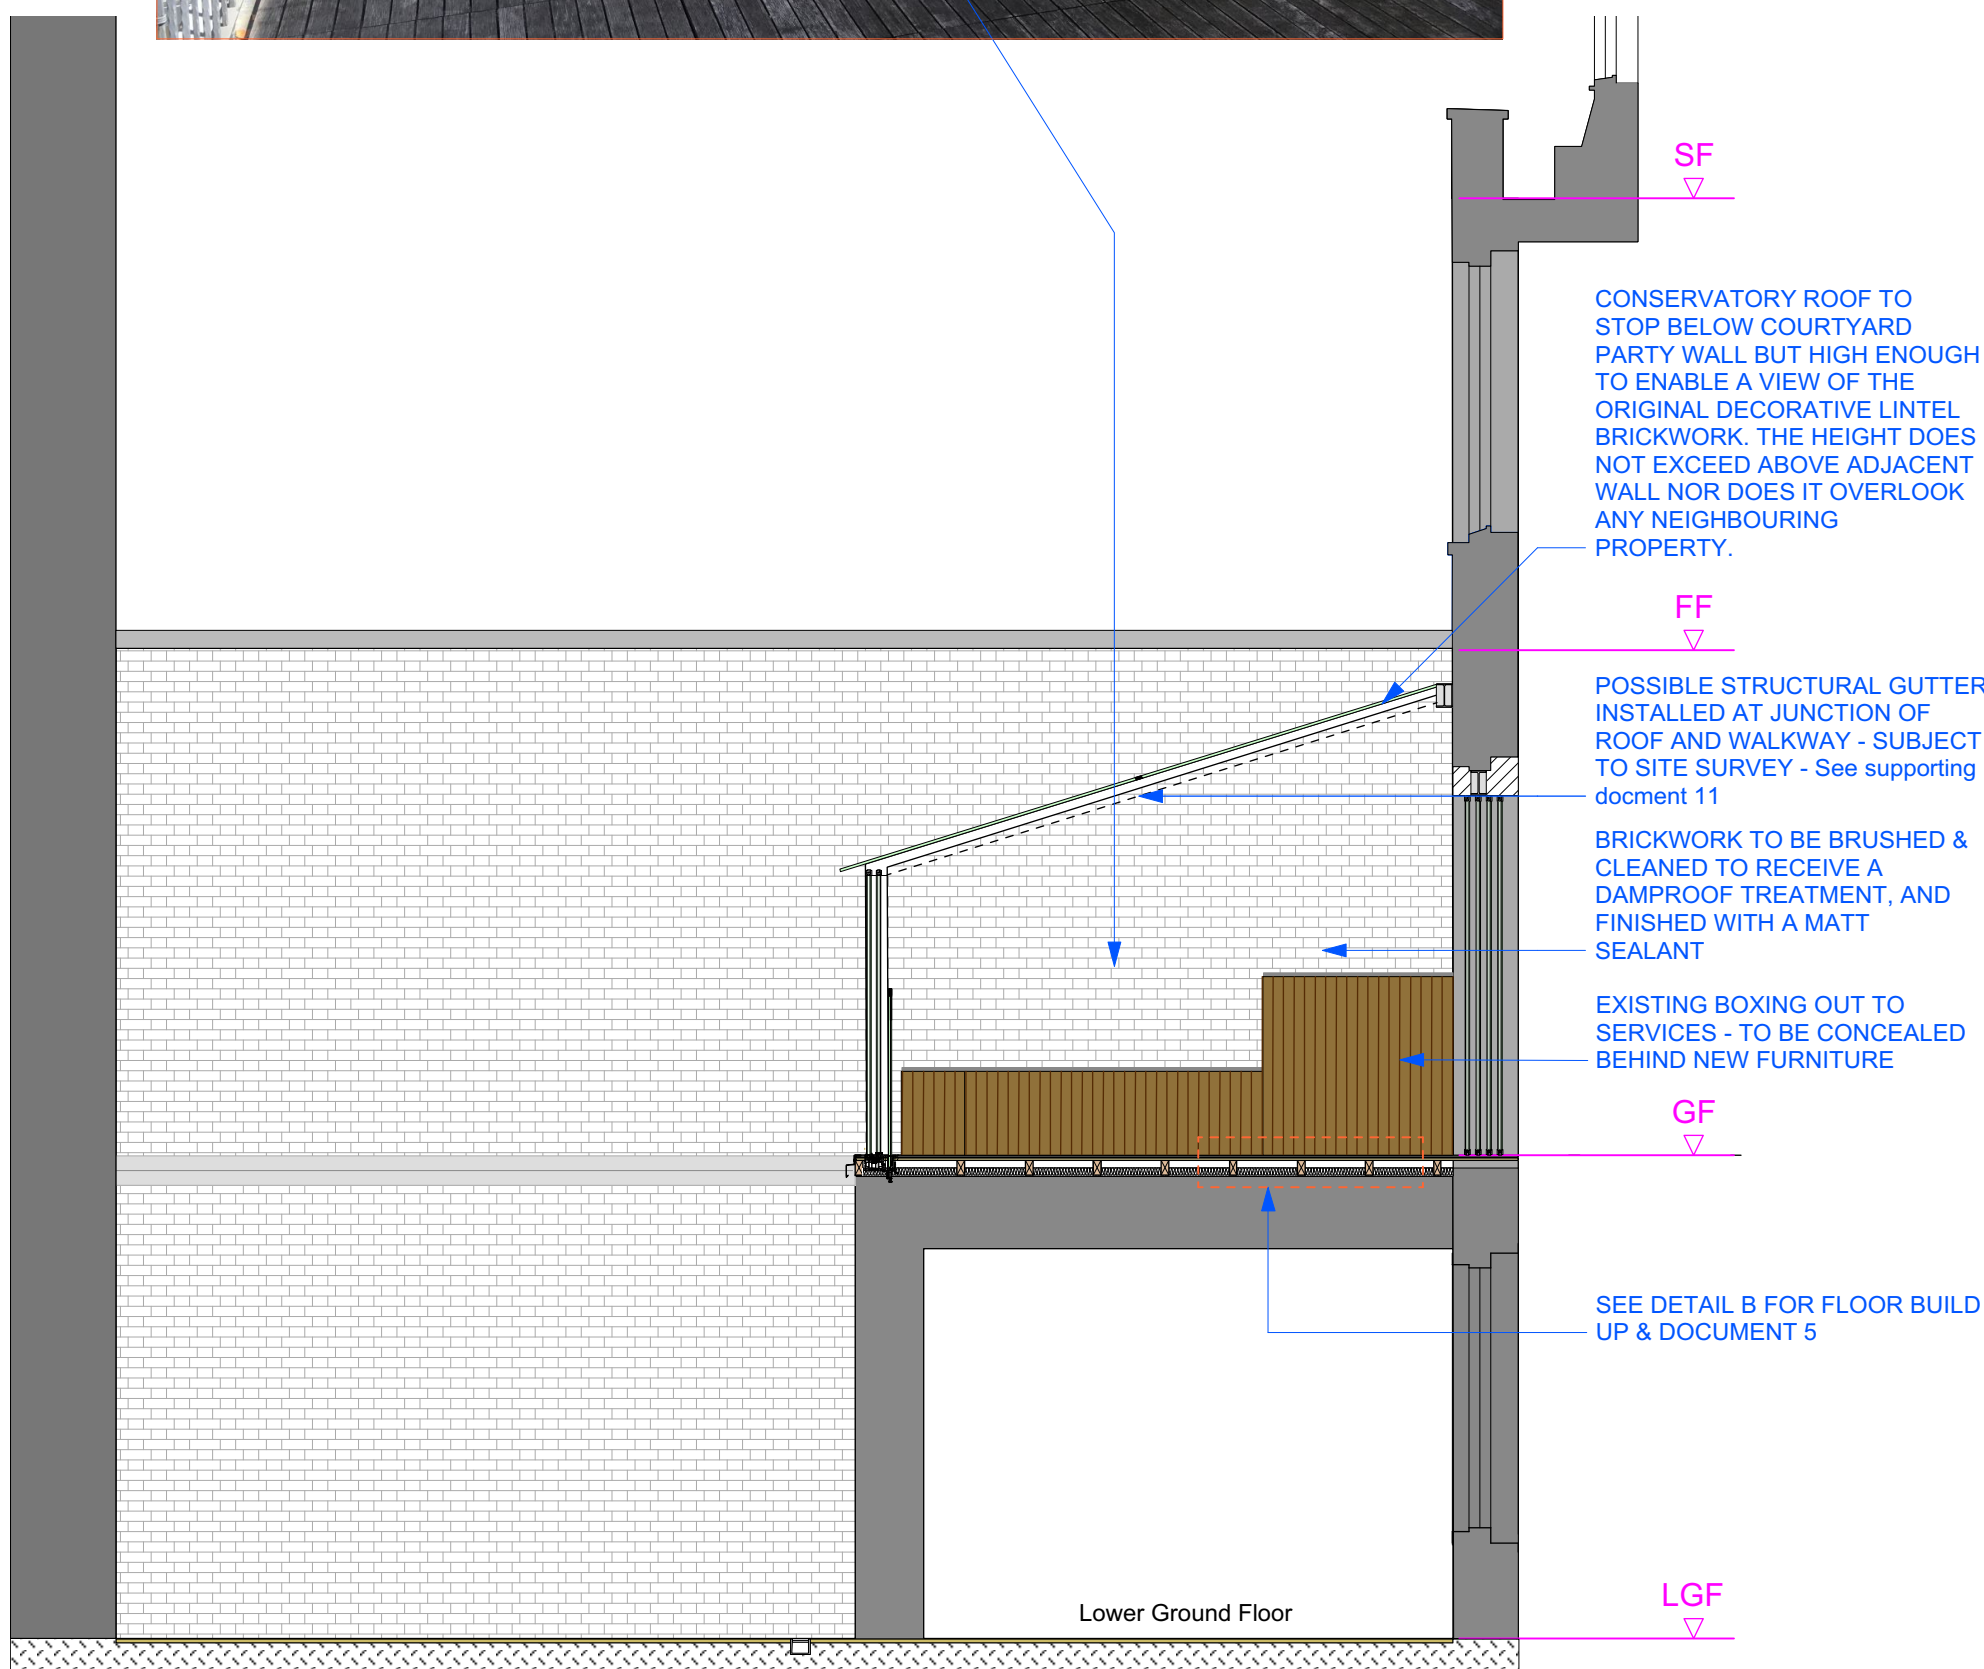 SF
CONSERVATORY ROOF TO
STOP BELOW COURTYARD
PARTY WALL BUT HIGH ENOUGH
TO ENABLE A VIEW OF THE
ORIGINAL DECORATIVE LINTEL
BRICKWORK. THE HEIGHT DOES
NOT EXCEED ABOVE ADJACENT
WALL NOR DOES IT OVERLOOK
ANY NEIGHBOURING
PROPERTY.
FF
POSSIBLE STRUCTURAL GUTTER
INSTALLED AT JUNCTION OF
ROOF AND WALKWAY - SUBJECT
TO SITE SURVEY - See supporting
docment 11
BRICKWORK TO BE BRUSHED &
CLEANED TO RECEIVE A
DAMPROOF TREATMENT, AND
FINISHED WITH A MATT
SEALANT
EXISTING BOXING OUT TO
SERVICES - TO BE CONCEALED
BEHIND NEW FURNITURE
GF
SEE DETAIL B FOR FLOOR BUILD
UP & DOCUMENT 5
LGF
Lower Ground Floor